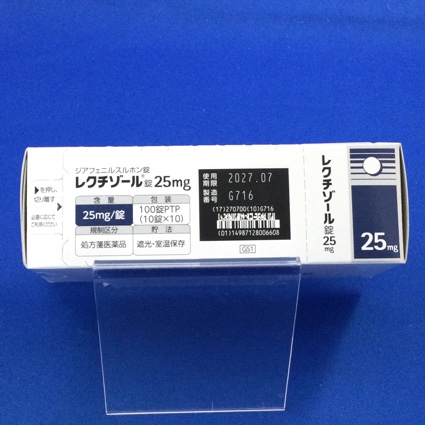 を押し
切り離す
必要に応じて
ご利用ください
ジアフェニルスルホン錠
レクチゾール®錠 25mg
含量 包装
25mg/錠 100錠PTP
(10錠×10)
規制区分 貯法
処方箋医薬品 遮光・室温保存
使用期限 2027.07
製造番号 G716
(17)270700(10)G716
(01)14987128006608
GS1
レクチゾール錠25mg
25mg